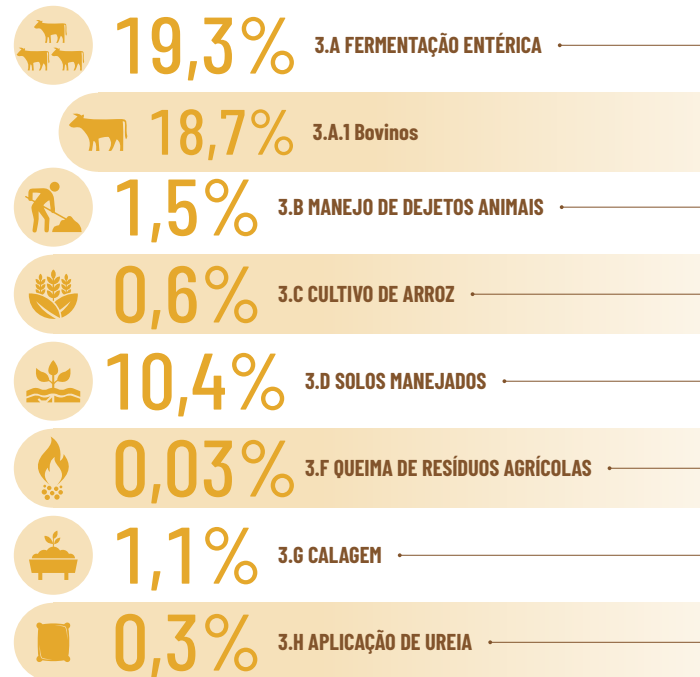 19,3% 3.A FERMENTAÇÃO ENTÉRICA
18,7% 3.A.1 Bovinos
1,5% 3.B MANEJO DE DEJETOS ANIMAIS
0,6% 3.C CULTIVO DE ARROZ
10,4% 3.D SOLOS MANEJADOS
0,03% 3.F QUEIMA DE RESÍDUOS AGRÍCOLAS
1,1% 3.G CALAGEM
0,3% 3.H APLICAÇÃO DE UREIA